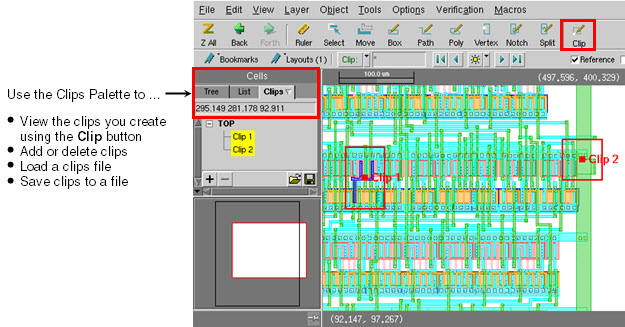 File Edit View Layer Object Tools Options Verification Macros
Z All Back Forth Ruler Select Move Box Path Poly Vertex Notch Split Clip
Bookmarks Layouts (1) Clip: Reference
Cells
Tree List Clips
100.0 um (497.596, 400.329)
Use the Clips Palette to ...
295.149 281.178 92.911
• View the clips you create
using the Clip button
• Add or delete clips
• Load a clips file
• Save clips to a file
TOP
Clip 1
Clip 2
Clip 1
Clip 2
(92.147, 97.267)